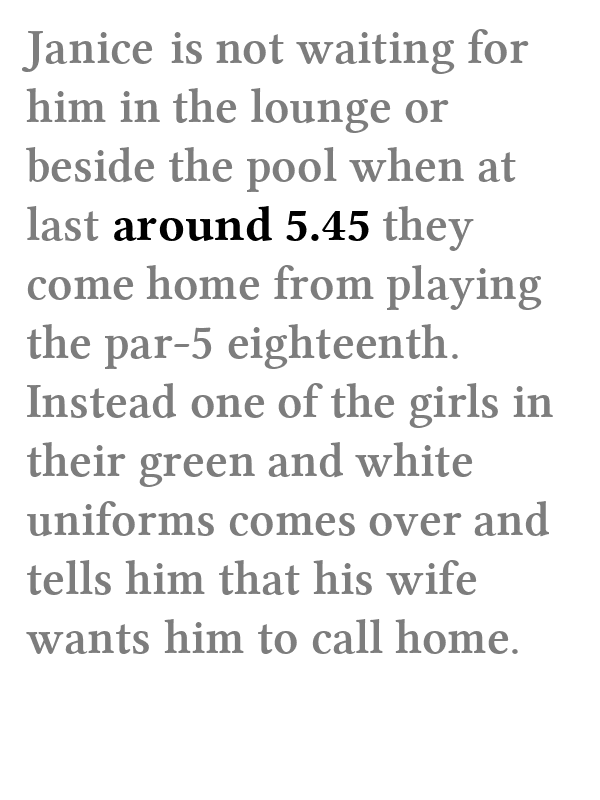 Janice is not waiting for
him in the lounge or
beside the pool when at
last around 5.45 they
come home from playing
the par-5 eighteenth.
Instead one of the girls in
their green and white
uniforms comes over and
tells him that his wife
wants him to call home.